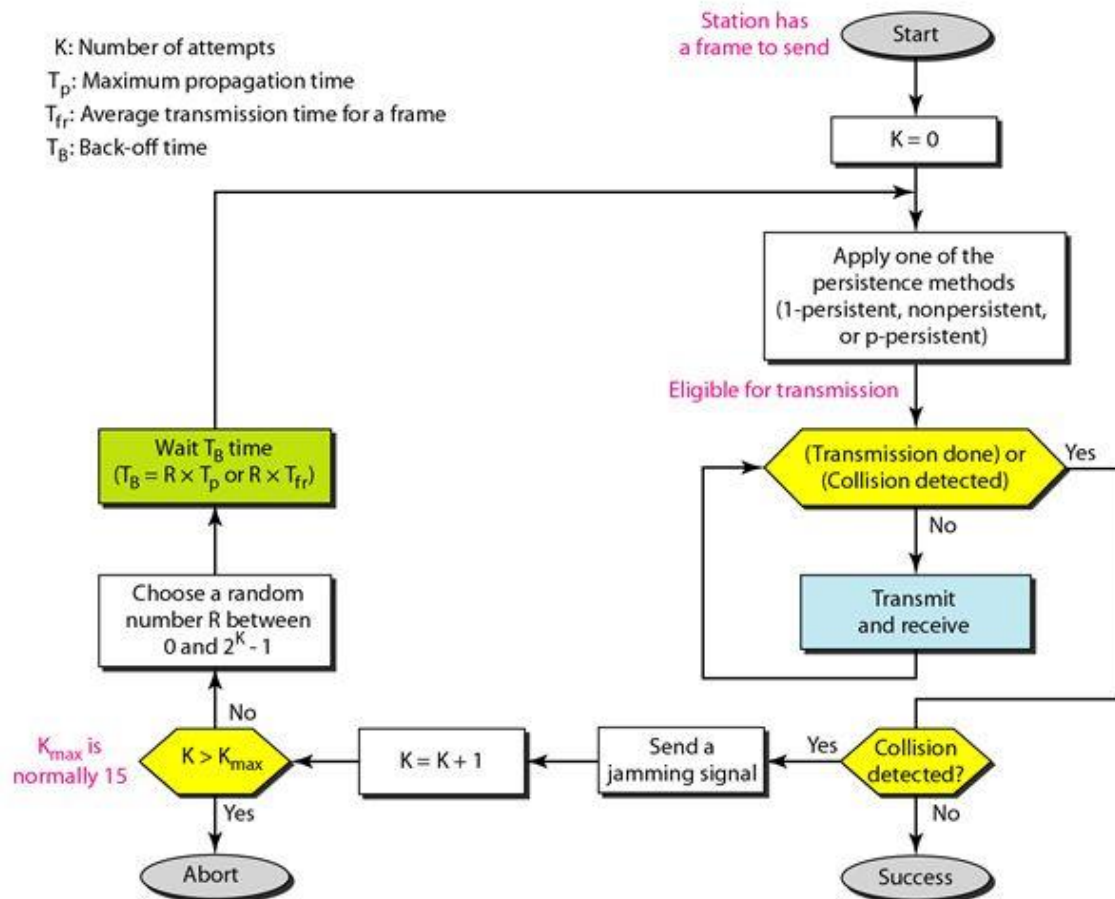 K: Number of attempts
Tp: Maximum propagation time
Tfr: Average transmission time for a frame
TB: Back-off time
Station has
a frame to send
Start
K = 0
Apply one of the
persistence methods
(1-persistent, nonpersistent,
or p-persistent)
Eligible for transmission
(Transmission done) or
(Collision detected)
Yes
No
Transmit
and receive
Wait TB time
(TB = R × Tp or R × Tfr)
Choose a random
number R between
0 and 2^K - 1
No
Kmax is
normally 15
K > Kmax
Yes
Abort
K = K + 1
Send a
jamming signal
Yes
Collision
detected?
No
Success